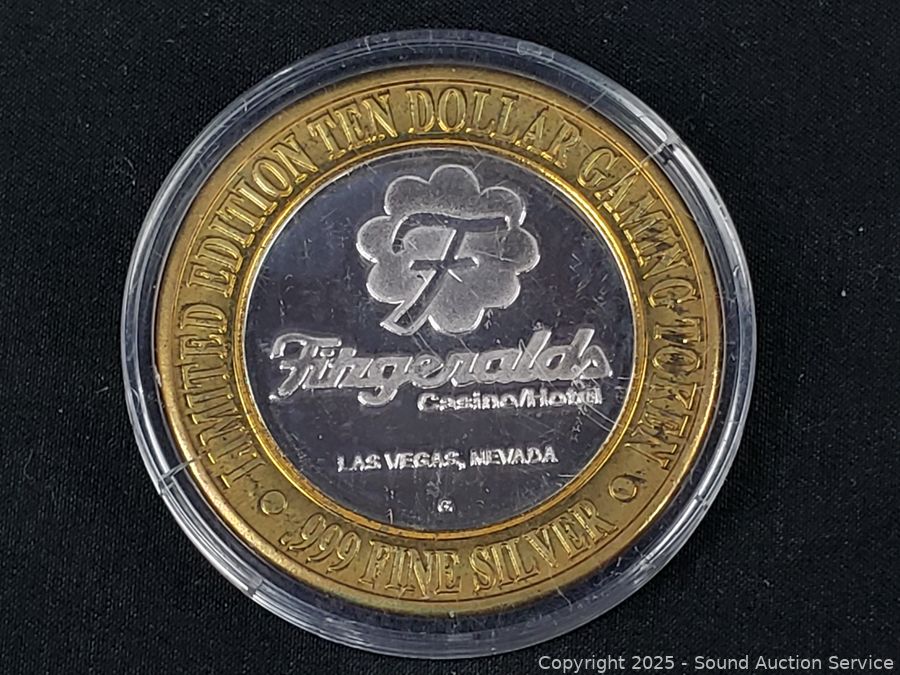 LIMITED EDITION TEN DOLLAR GAMING TOKEN
F
Fitzgeralds
Casino/Hotel
LAS VEGAS, NEVADA
G
.999 FINE SILVER
Copyright 2025 - Sound Auction Service